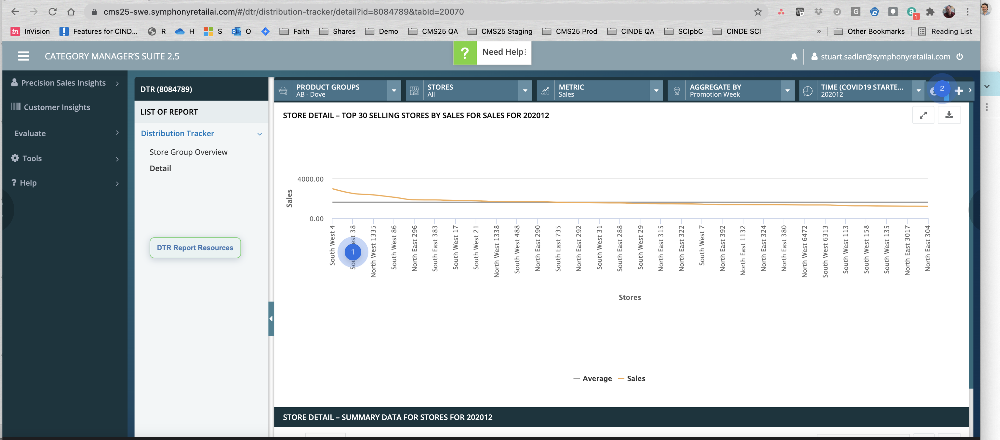 cms25-swe.symphonyretailai.com/#/dtr/distribution-tracker/detail?id=8084789&tabId=20070
1
in InVision ! Features for CIND... R H S O Faith Shares Demo CMS25 QA CMS25 Staging CMS25 Prod CINDE QA SCIpbC CINDE SCI » Other Bookmarks Reading List
CATEGORY MANAGER'S SUITE 2.5
? Need Help
stuart.sadler@symphonyretailai.com
Precision Sales Insights
Customer Insights
Evaluate
Tools
? Help
DTR (8084789)
LIST OF REPORT
Distribution Tracker
Store Group Overview
Detail
DTR Report Resources
PRODUCT GROUPS
AB - Dove
STORES
All
METRIC
Sales
AGGREGATE BY
Promotion Week
TIME (COVID19 STARTE...
202012
2
STORE DETAIL – TOP 30 SELLING STORES BY SALES FOR SALES FOR 202012
4000.00
Sales
0.00
South West 4
38
North West 1335
South West 86
North East 296
South East 383
South West 17
South West 21
North West 1338
South West 488
North East 290
South East 735
North East 292
South West 31
South East 288
South West 29
North East 315
North East 322
South West 7
North East 392
North East 1132
North East 324
North East 380
North West 6472
South West 6313
South West 113
South West 158
South West 135
North East 3017
North East 304
1
Stores
Average Sales
STORE DETAIL – SUMMARY DATA FOR STORES FOR 202012